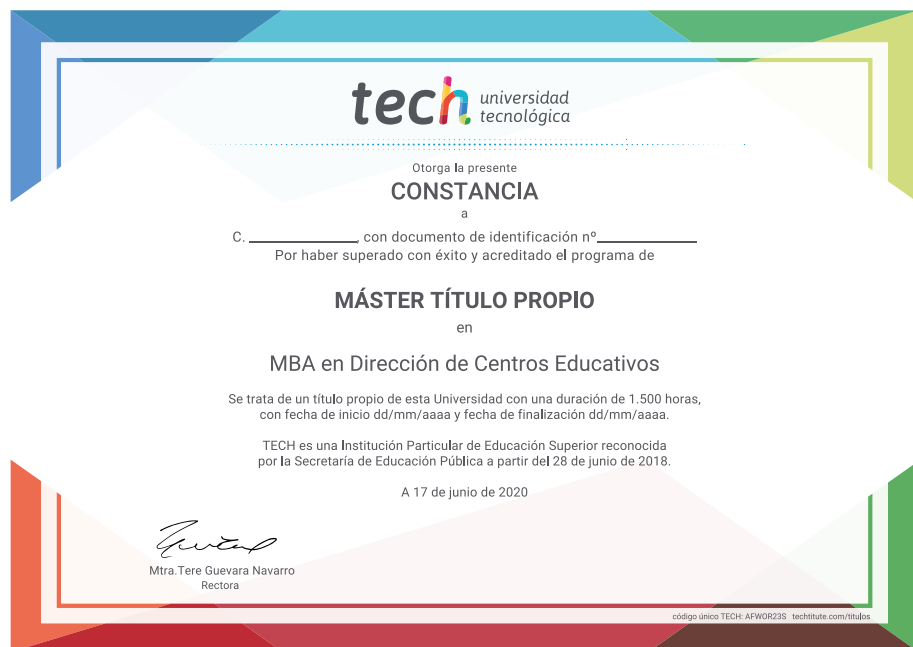 tech universidad
tecnológica
Otorga la presente
CONSTANCIA
a
C. ____________, con documento de identificación nº____________
Por haber superado con éxito y acreditado el programa de
MÁSTER TÍTULO PROPIO
en
MBA en Dirección de Centros Educativos
Se trata de un título propio de esta Universidad con una duración de 1.500 horas,
con fecha de inicio dd/mm/aaaa y fecha de finalización dd/mm/aaaa.
TECH es una Institución Particular de Educación Superior reconocida
por la Secretaría de Educación Pública a partir del 28 de junio de 2018.
A 17 de junio de 2020
Mtra.Tere Guevara Navarro
Rectora
código único TECH: AFWOR23S techtitute.com/titulos